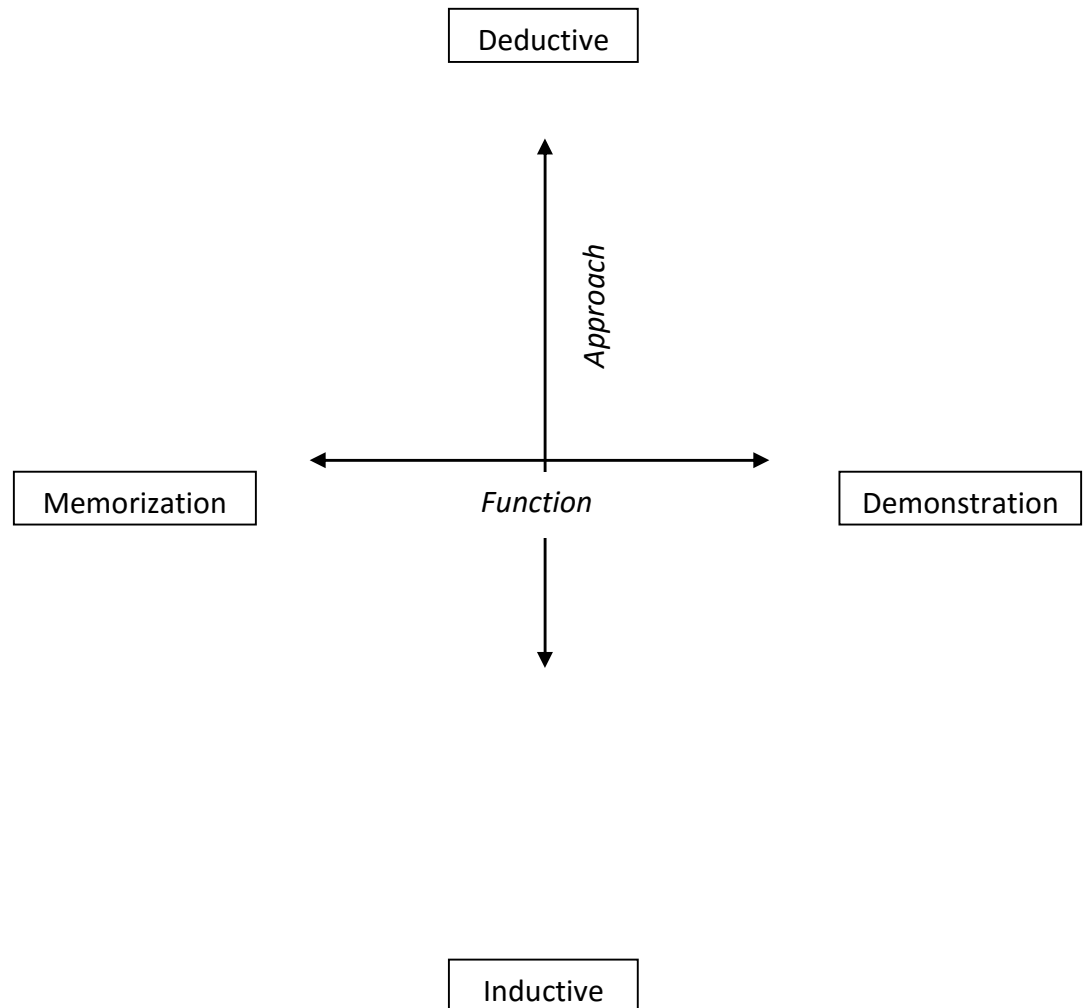 Deductive
Approach
Memorization
Function
Demonstration
Inductive